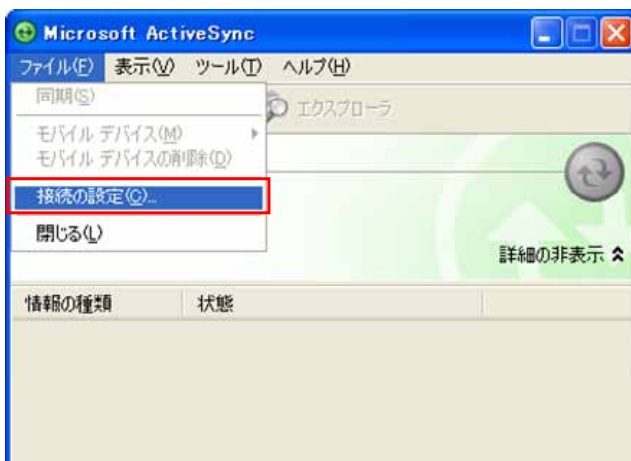 Microsoft ActiveSync
ファイル(F) 表示(V) ツール(T) ヘルプ(H)
同期(S)
エクスプローラ
モバイル デバイス(M)
モバイル デバイスの削除(D)
接続の設定(C)...
閉じる(L)
詳細の非表示
情報の種類 状態